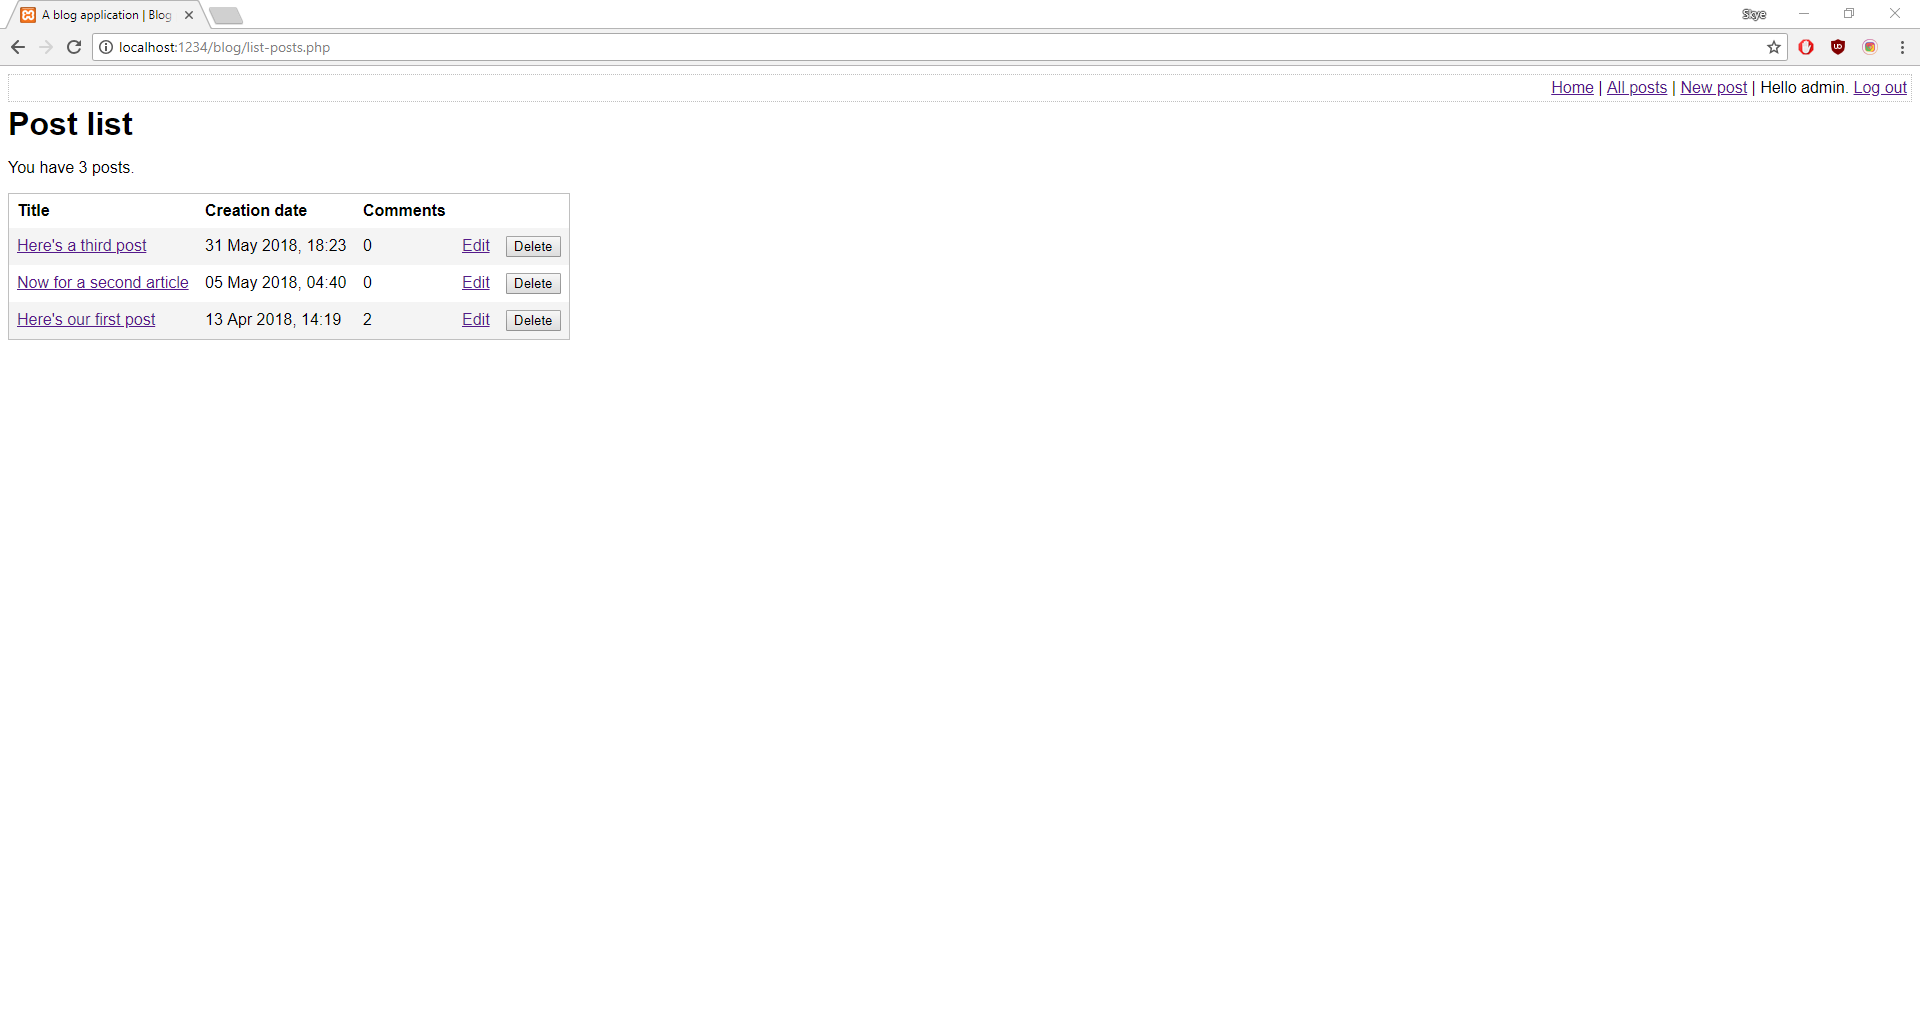 A blog application | Blog
Skye
localhost:1234/blog/list-posts.php
Home | All posts | New post | Hello admin. Log out
Post list
You have 3 posts.
Title Creation date Comments
Here's a third post 31 May 2018, 18:23 0 Edit Delete
Now for a second article 05 May 2018, 04:40 0 Edit Delete
Here's our first post 13 Apr 2018, 14:19 2 Edit Delete